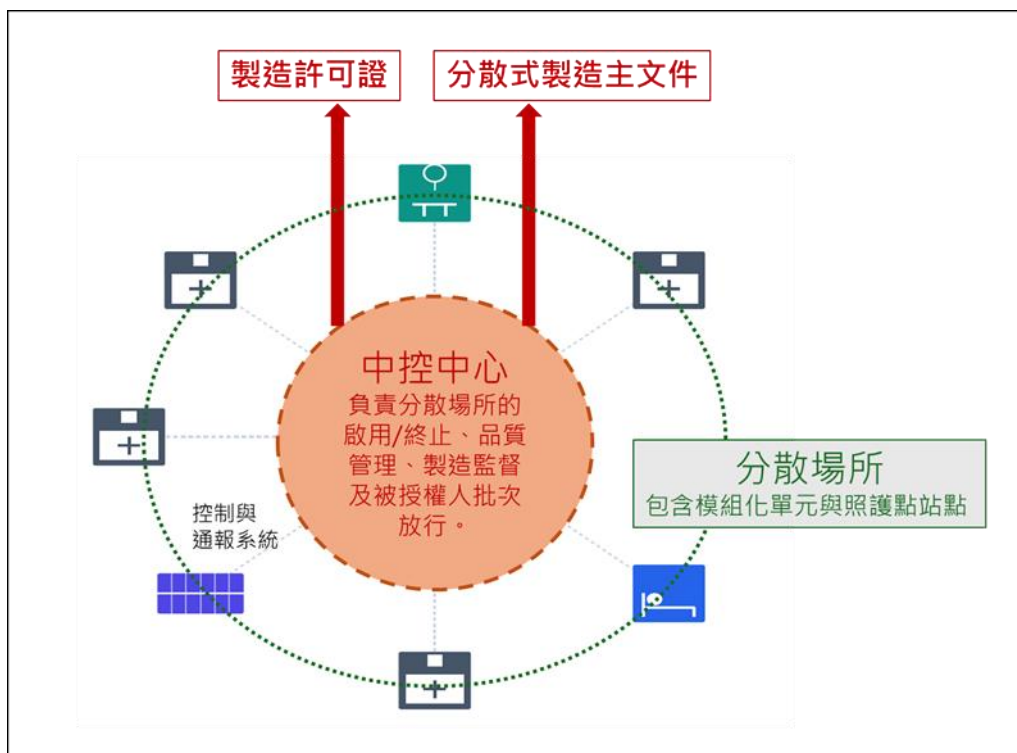 製造許可證
分散式製造主文件
中控中心
負責分散場所的
啟用/終止、品質
管理、製造監督
及被授權人批次
放行。
分散場所
包含模組化單元與照護點站點
控制與
通報系統